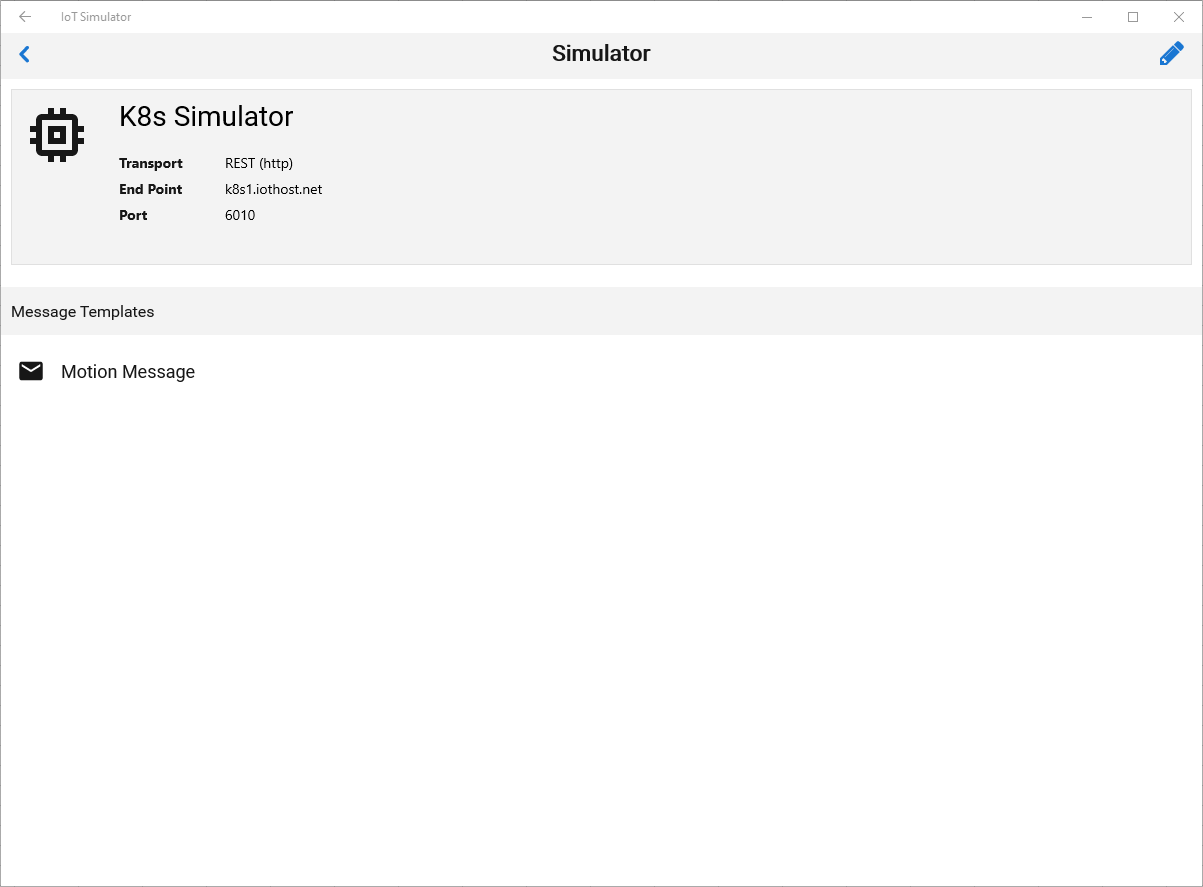 IoT Simulator
Simulator
K8s Simulator
Transport REST (http)
End Point k8s1.iothost.net
Port 6010
Message Templates
Motion Message